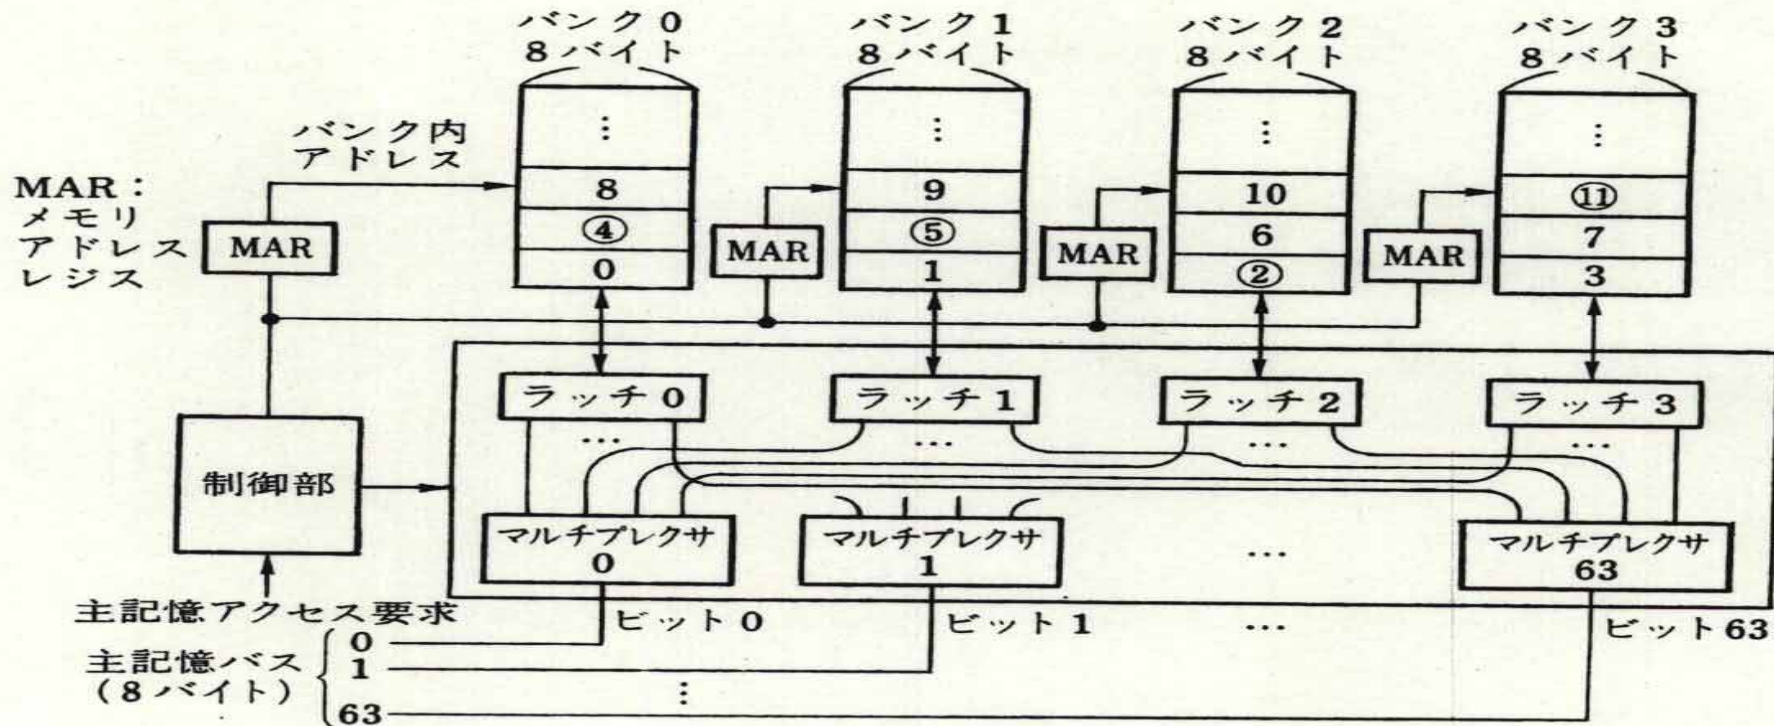 バンク0
8バイト
バンク1
8バイト
バンク2
8バイト
バンク3
8バイト
バンク内
アドレス
MAR：
メモリ
アドレス
レジス
MAR
MAR
MAR
MAR
⋮
8
④
0
⋮
9
⑤
1
⋮
10
6
②
⋮
⑪
7
3
ラッチ0
ラッチ1
ラッチ2
ラッチ3
…
…
…
…
制御部
マルチプレクサ
0
マルチプレクサ
1
…
マルチプレクサ
63
主記憶アクセス要求
ビット0
ビット1
…
ビット63
主記憶バス
(8バイト)
0
1
⋮
63